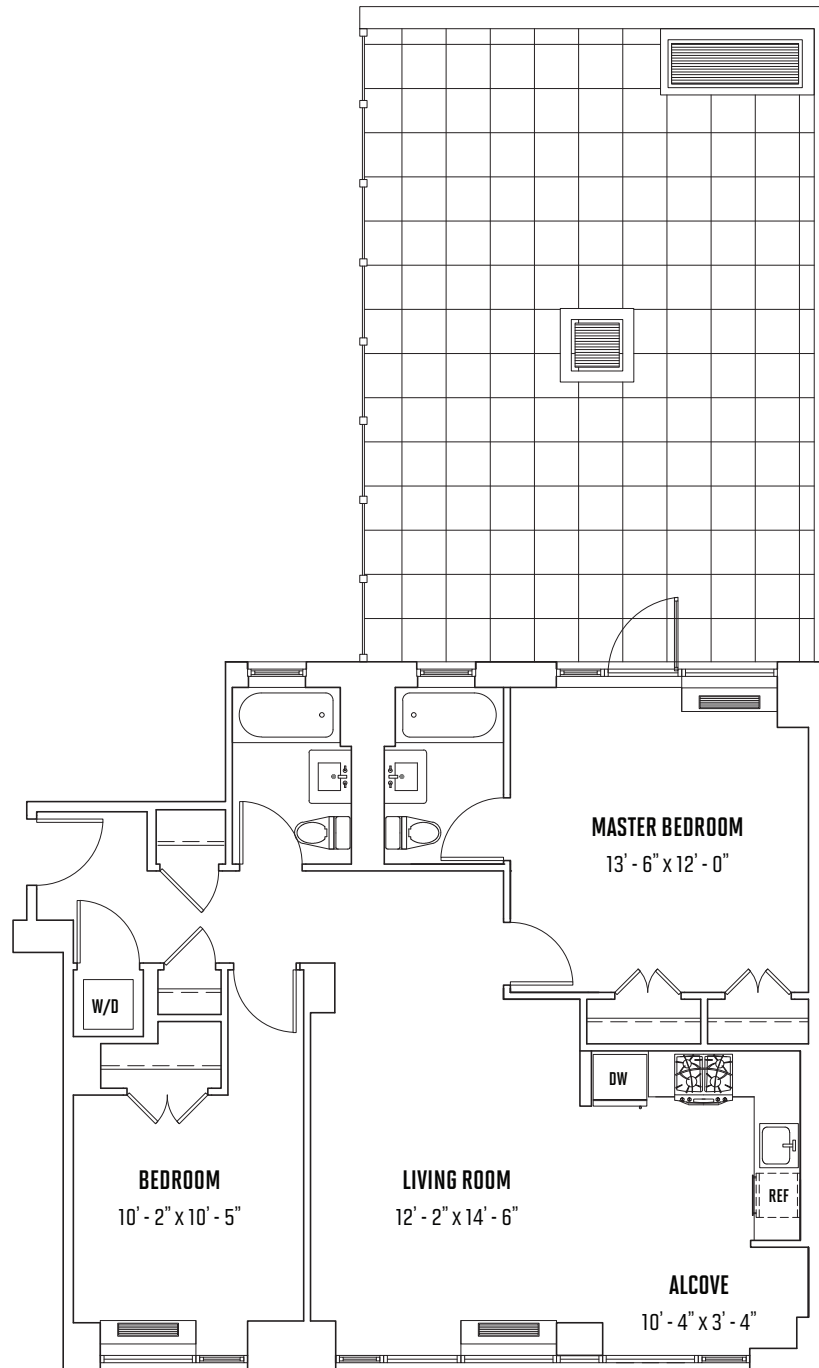 MASTER BEDROOM
13' - 6" X 12' - 0"
W/D
DW
BEDROOM
10' - 2" X 10' - 5"
LIVING ROOM
12' - 2" X 14' - 6"
REF
ALCOVE
10' - 4" X 3' - 4"